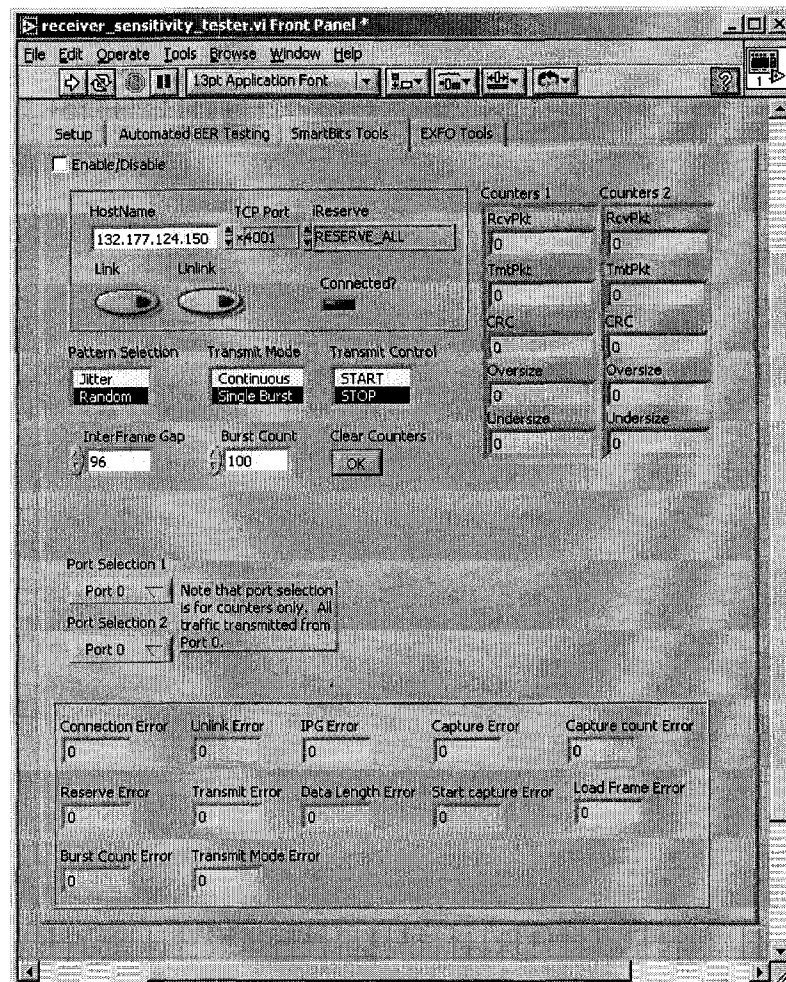 receiver_sensitivity_tester.vi Front Panel *
File Edit Operate Tools Browse Window Help
13pt Application Font
1
Setup Automated BER Testing SmartBits Tools EXFO Tools
Enable/Disable
HostName TCP Port iReserve
132.177.124.150 x4001 RESERVE_ALL
Link Unlink Connected?
Counters 1 Counters 2
RcvPkt RcvPkt
0 0
TmtPkt TmtPkt
0 0
CRC CRC
0 0
Oversize Oversize
0 0
Undersize Undersize
0 0
Pattern Selection Transmit Mode Transmit Control
Jitter Continuous START
Random Single Burst STOP
InterFrame Gap Burst Count Clear Counters
96 100 OK
Port Selection 1
Port 0
Port Selection 2
Port 0
Note that port selection
is for counters only. All
traffic transmitted from
Port 0.
Connection Error Unlink Error IPG Error Capture Error Capture count Error
0 0 0 0 0
Reserve Error Transmit Error Data Length Error Start capture Error Load Frame Error
0 0 0 0 0
Burst Count Error Transmit Mode Error
0 0